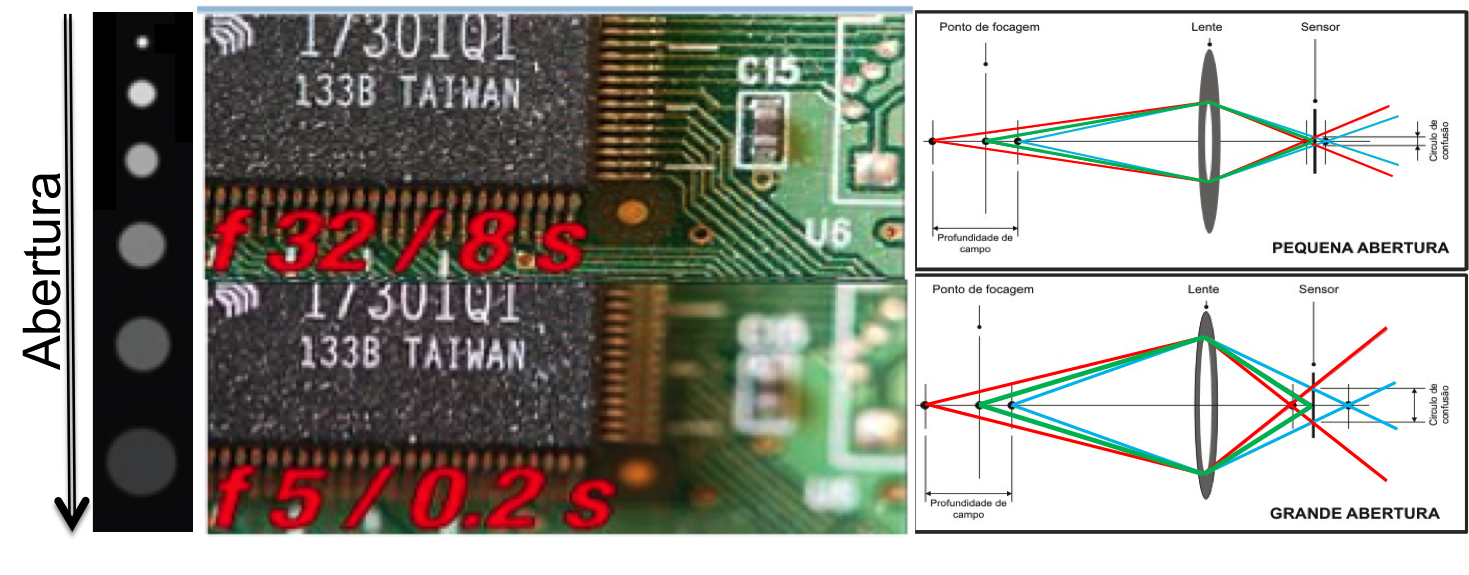 Abertura
17301Q1
133B TAIWAN
C15
U6
f 32 / 8 s
17301Q1
133B TAIWAN
f 5 / 0.2 s
Ponto de focagem
Lente
Sensor
Círculo de
confusão
Profundidade de
campo
PEQUENA ABERTURA
Ponto de focagem
Lente
Sensor
Círculo de
confusão
Profundidade de
campo
GRANDE ABERTURA